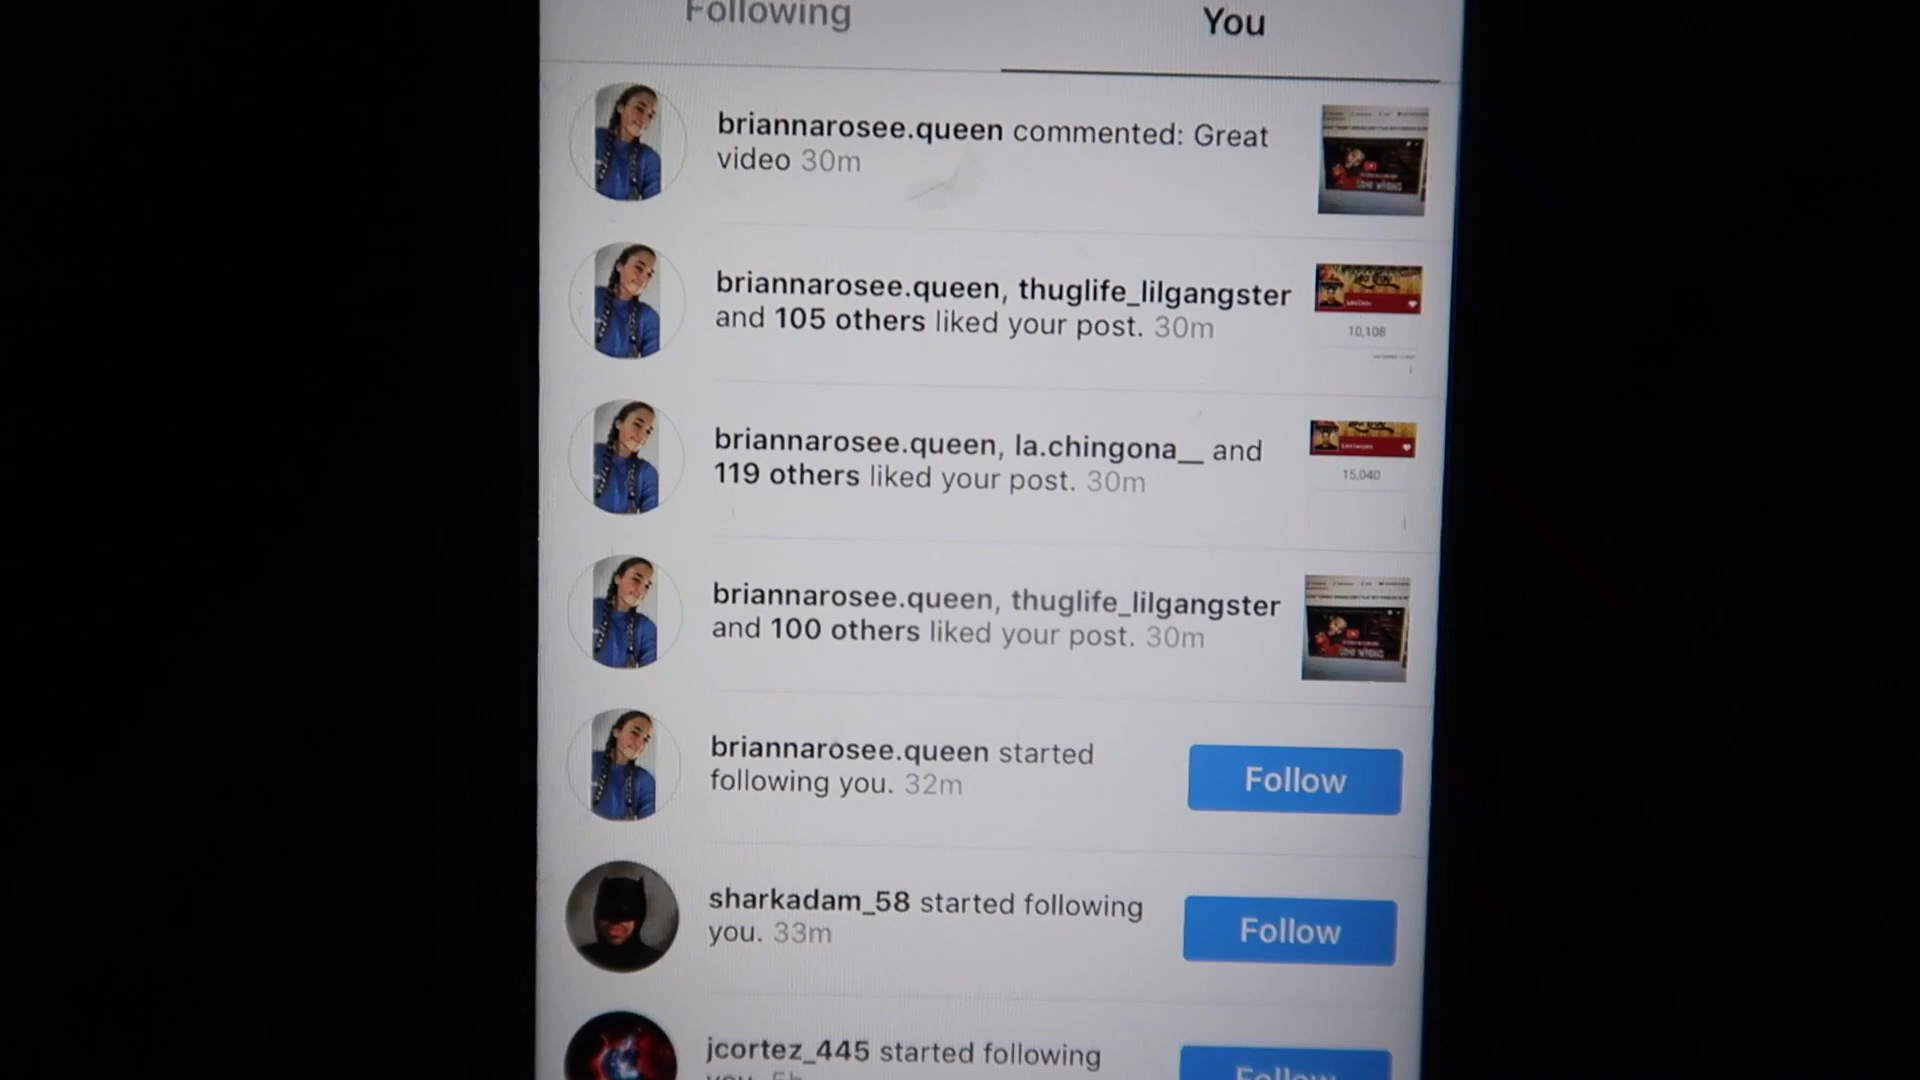 Following
You
briannarosee.queen commented: Great
video 30m
briannarosee.queen, thuglife_lilgangster
and 105 others liked your post. 30m
10,108
briannarosee.queen, la.chingona__ and
119 others liked your post. 30m
15,040
briannarosee.queen, thuglife_lilgangster
and 100 others liked your post. 30m
briannarosee.queen started
following you. 32m
Follow
sharkadam_58 started following
you. 33m
Follow
jcortez_445 started following
you. 5h
Follow